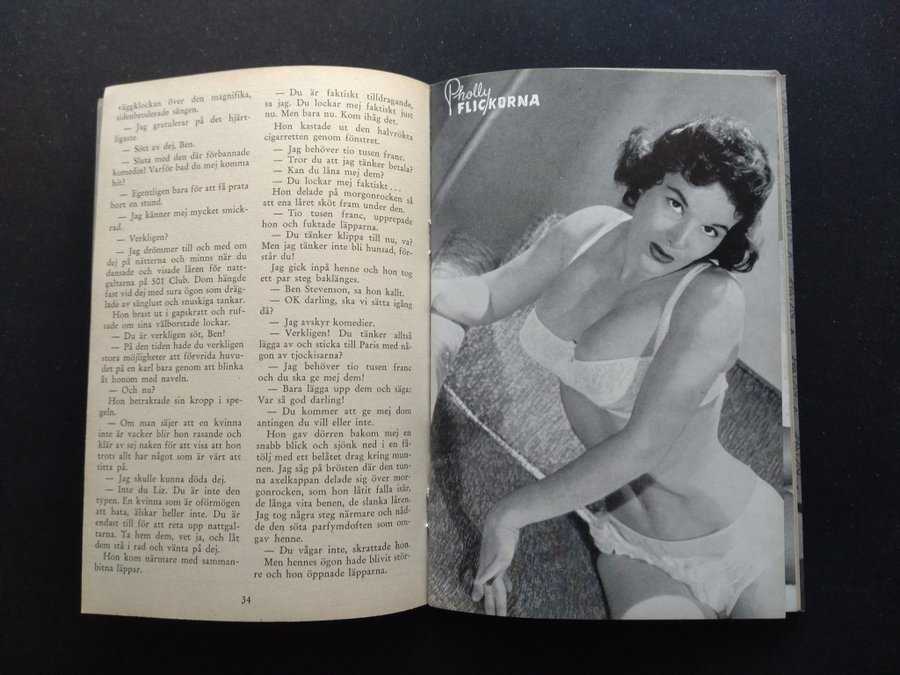 väggklockan över den magnifika,
sidenbroderade sängen.
— Jag gratulerar på det hjärt-
ligaste.
— Sött av dej, Ben.
— Sluta med den där förbannade
komedin! Varför bad du mej komma
hit?
— Egentligen bara för att få prata
bort en stund.
— Jag känner mej mycket smick-
rad.
— Verkligen?
— Jag drömmer till och med om
dej på nätterna och minns när du
dansade och visade låren för natt-
galtarna på 501 Club. Dom hängde
fast vid dej med sura ögon som dräg-
lade av sånglust och snuskiga tankar.
Hon brast ut i gapskratt och ruf-
sade om sina välborstade lockar.
— Du är verkligen söt, Ben!
— På den tiden hade du verkligen
stora möjligheter att förvrida huvu-
det på en karl bara genom att blinka
åt honom med naveln.
— Och nu?
Hon betraktade sin kropp i spe-
geln.
— Om man säjer att en kvinna
inte är vacker blir hon rasande och
klär av sej naken för att visa att hon
trots allt har något som är värt att
titta på.
— Jag skulle kunna döda dej.
— Inte du Liz. Du är inte den
typen. En kvinna som är oförmögen
att hata, älskar heller inte. Du är
endast till för att reta upp nattgal-
tarna. Ta hem dem, vet ja, och låt
dem stå i rad och vänta på dej.
Hon kom närmare med samman-
bitna läppar.
— Du är faktiskt tilldragande,
sa jag. Du lockar mej faktiskt just
nu. Men bara nu. Kom ihåg det.
Hon kastade ut den halvrökta
cigarretten genom fönstret.
— Jag behöver tio tusen franc.
— Tror du att jag tänker betala?
— Kan du låna mej dem?
— Du lockar mej faktiskt . . .
Hon delade på morgonrocken så
att ena låret sköt fram under den.
— Tio tusen franc, upprepade
hon och fuktade läpparna.
— Du tänker klippa till nu, va?
Men jag tänker inte bli hunsad, för-
står du!
Jag gick inpå henne och hon tog
ett par steg baklänges.
— Ben Stevenson, sa hon kallt.
— OK darling, ska vi sätta igång
då?
— Jag avskyr komedier.
— Verkligen! Du tänker alltså
lägga av och sticka till Paris med nå-
gon av tjockisarna?
— Jag behöver tio tusen franc
och du ska ge mej dem!
— Bara lägga upp dem och säga:
Var så god darling!
— Du kommer att ge mej dom
antingen du vill eller inte.
Hon gav dörren bakom mej en
snabb blick och sjönk ned i en få-
tölj med ett belåtet drag kring mun-
nen. Jag såg på brösten där den tun-
na axelkappan delade sig över mor-
gonrocken, som hon låtit falla isär,
de långa vita benen, de slanka låren.
Jag tog några steg närmare och nåd-
de den söta parfymdoften som om-
gav henne.
— Du vågar inte, skrattade hon.
Men hennes ögon hade blivit stör-
re och hon öppnade läpparna.
34
Pholly
FLICKORNA